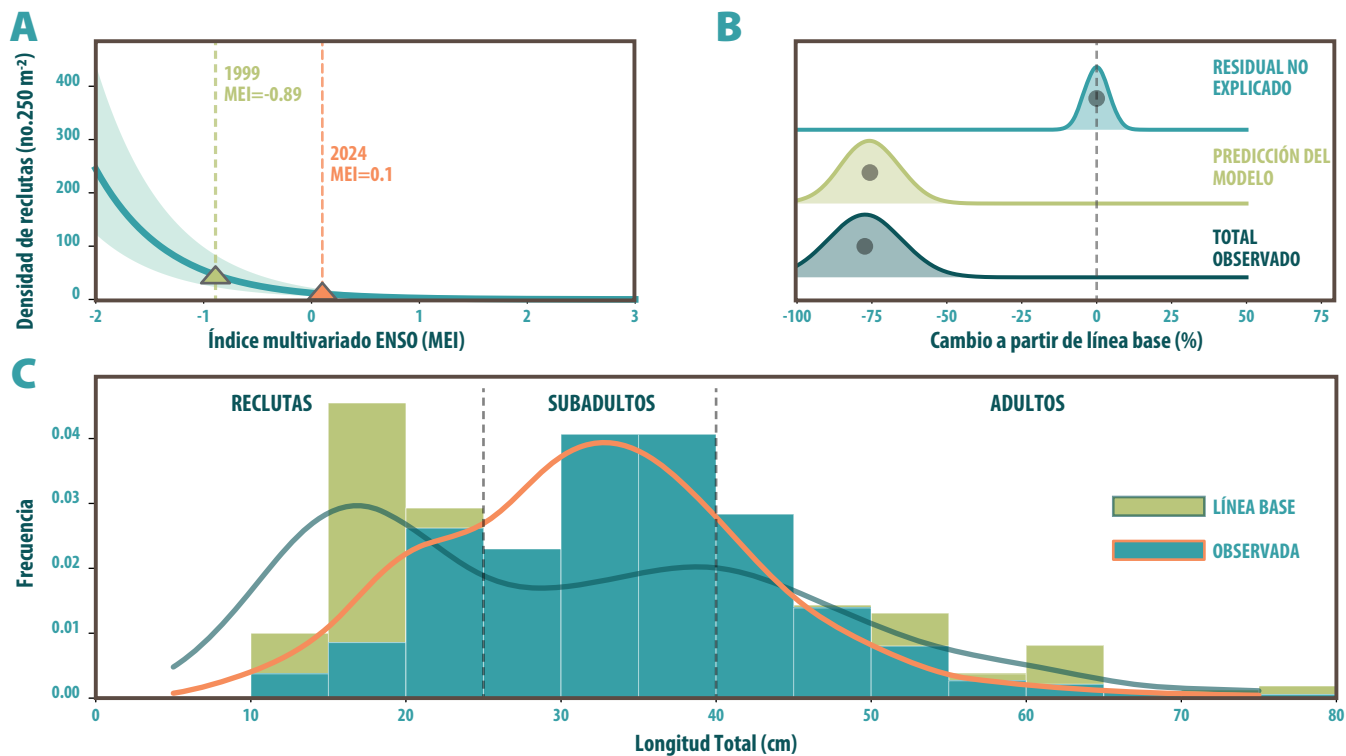 A
Densidad de reclutas (no.250 m-2)
400
300
200
100
0
1999
MEI=-0.89
2024
MEI=0.1
-2
-1
0
1
2
3
Índice multivariado ENSO (MEI)
B
RESIDUAL NO
EXPLICADO
PREDICCIÓN DEL
MODELO
TOTAL
OBSERVADO
-100
-75
-50
-25
0
25
50
75
Cambio a partir de línea base (%)
C
RECLUTAS
SUBADULTOS
ADULTOS
Frecuencia
0.04
0.03
0.02
0.01
0.00
LÍNEA BASE
OBSERVADA
0
10
20
30
40
50
60
70
80
Longitud Total (cm)